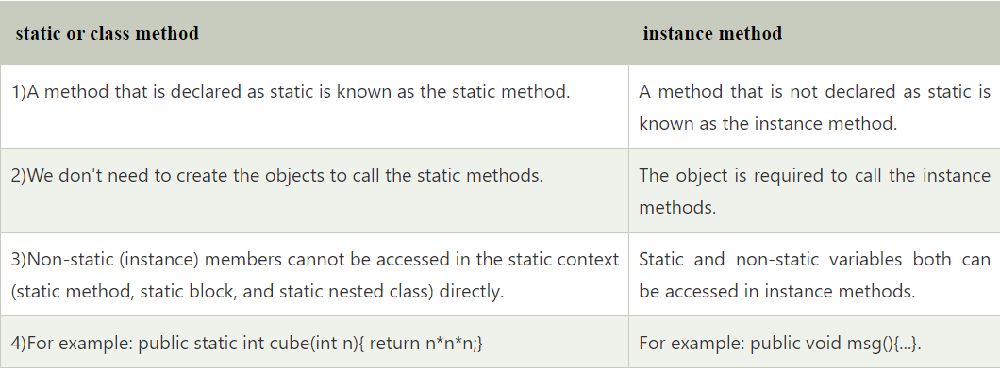 static or class method
instance method
1)A method that is declared as static is known as the static method.
A method that is not declared as static is
known as the instance method.
2)We don't need to create the objects to call the static methods.
The object is required to call the instance
methods.
3)Non-static (instance) members cannot be accessed in the static context
(static method, static block, and static nested class) directly.
Static and non-static variables both can
be accessed in instance methods.
4)For example: public static int cube(int n){ return n*n*n;}
For example: public void msg(){...}.